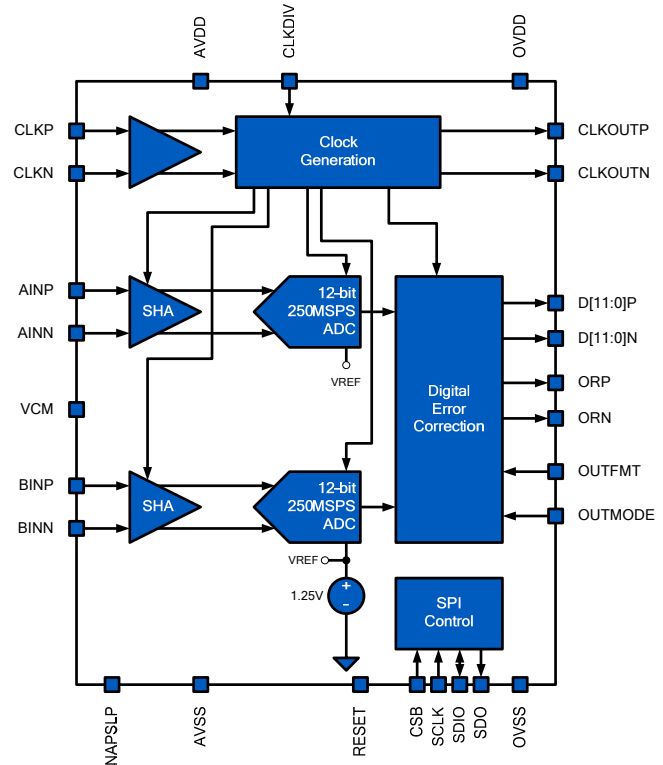 AVDD
CLKDIV
OVDD
CLKP
CLKN
Clock
Generation
CLKOUTP
CLKOUTN
AINP
AINN
SHA
12-bit
250MSPS
ADC
VREF
D[11:0]P
D[11:0]N
ORP
ORN
Digital
Error
Correction
VCM
OUTFMT
OUTMODE
BINP
BINN
SHA
12-bit
250MSPS
ADC
VREF
1.25V
+
-
SPI
Control
NAPSLP
AVSS
RESET
CSB
SCLK
SDIO
SDO
OVSS